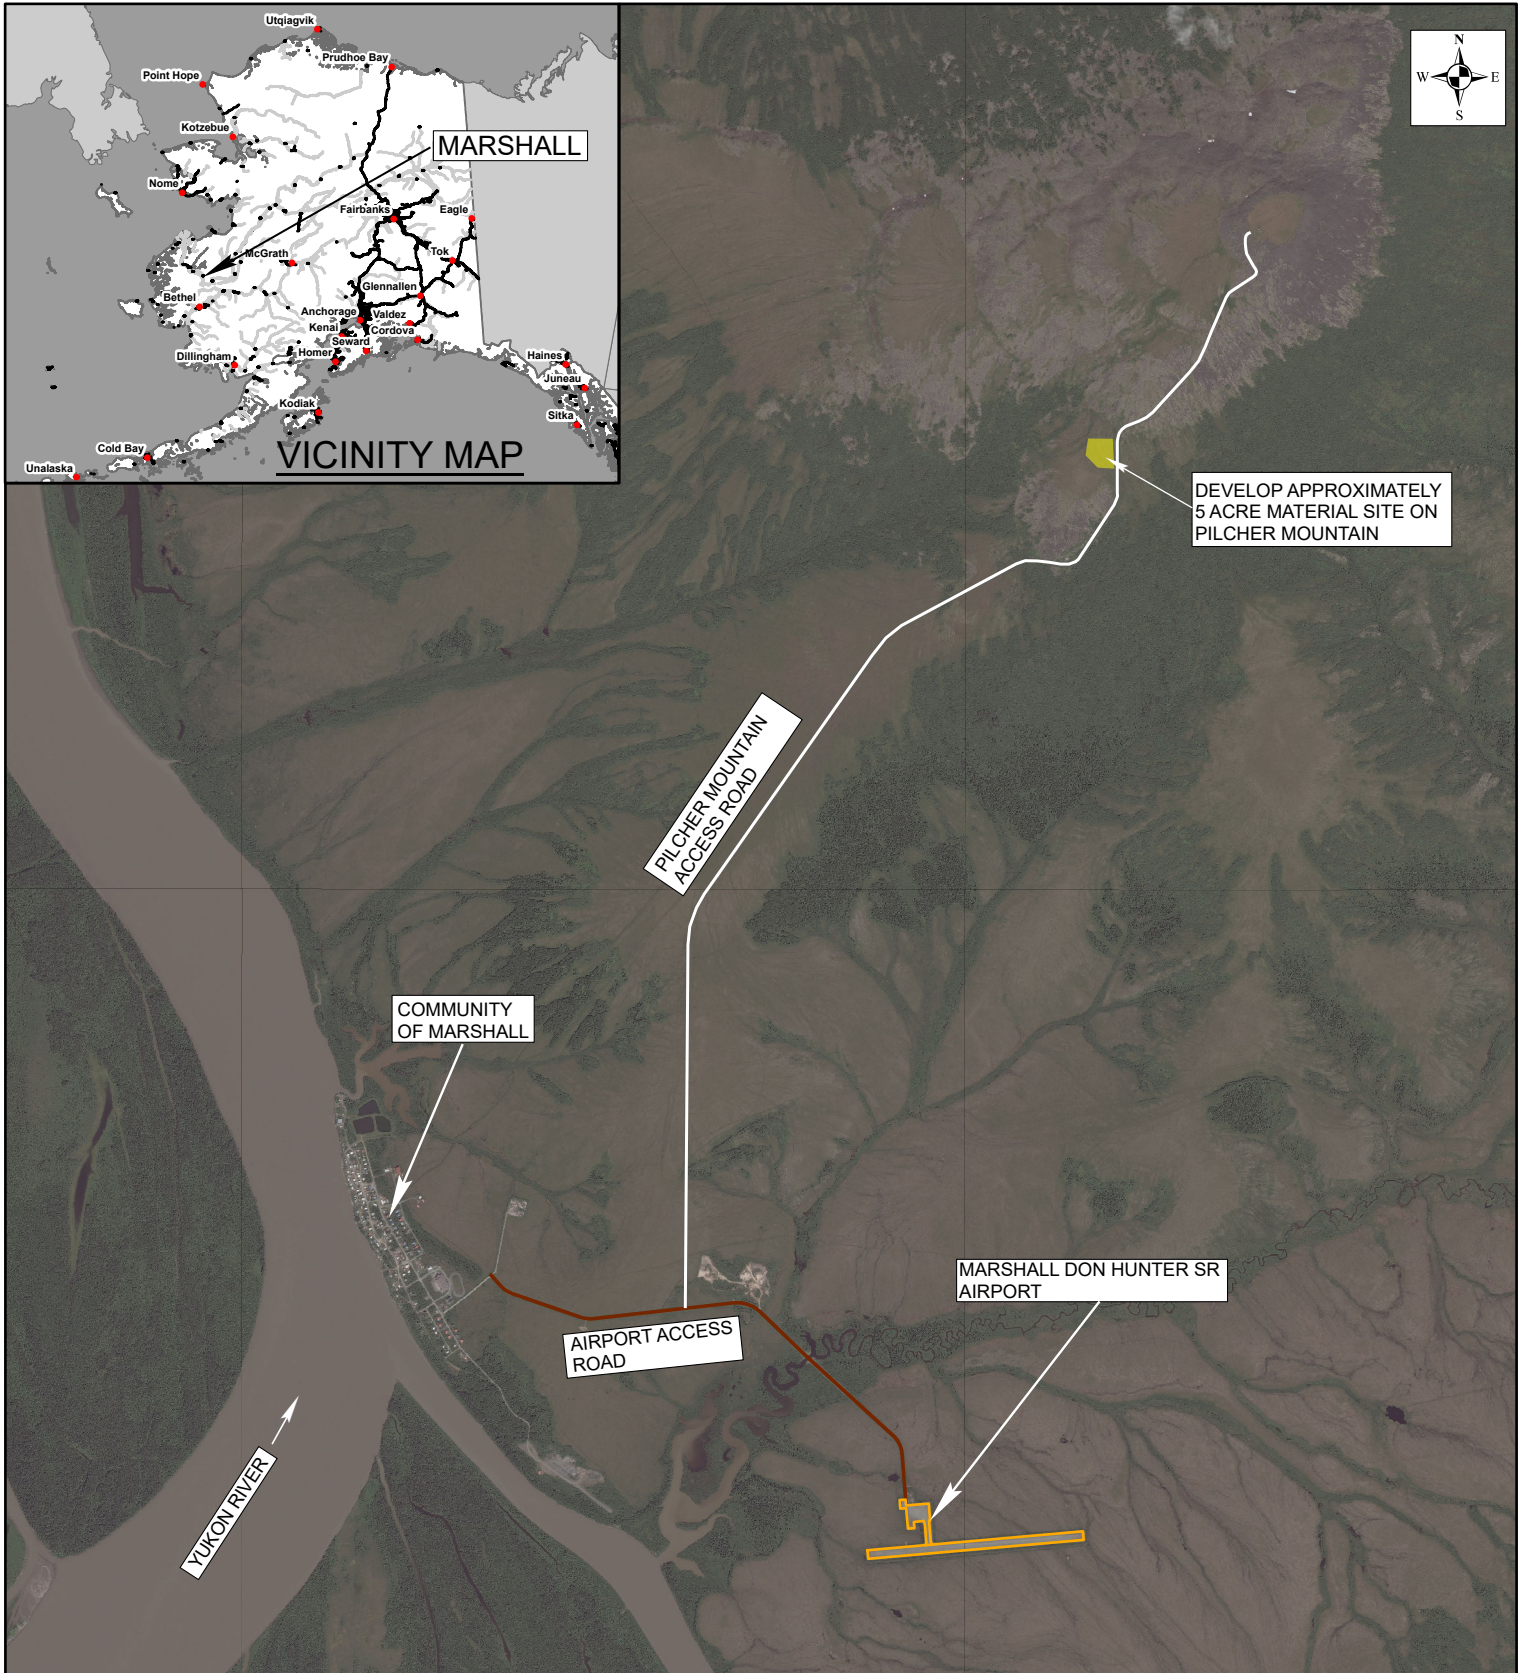 Utqiagvik
Prudhoe Bay
Point Hope
Kotzebue
MARSHALL
Nome
Fairbanks
Eagle
McGrath
Tok
Glennallen
Bethel
Anchorage
Valdez
Kenai
Cordova
Seward
Homer
Dillingham
Haines
Juneau
Kodiak
Sitka
Cold Bay
Unalaska
VICINITY MAP
N
W
E
S
DEVELOP APPROXIMATELY
5 ACRE MATERIAL SITE ON
PILCHER MOUNTAIN
PILCHER MOUNTAIN
ACCESS ROAD
COMMUNITY
OF MARSHALL
MARSHALL DON HUNTER SR
AIRPORT
AIRPORT ACCESS
ROAD
YUKON RIVER